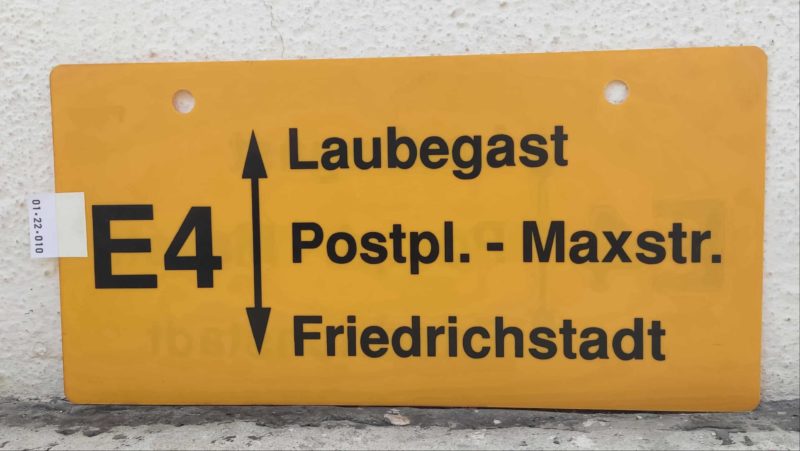 01-22-010
E4
Laubegast
Postpl. - Maxstr.
Friedrichstadt